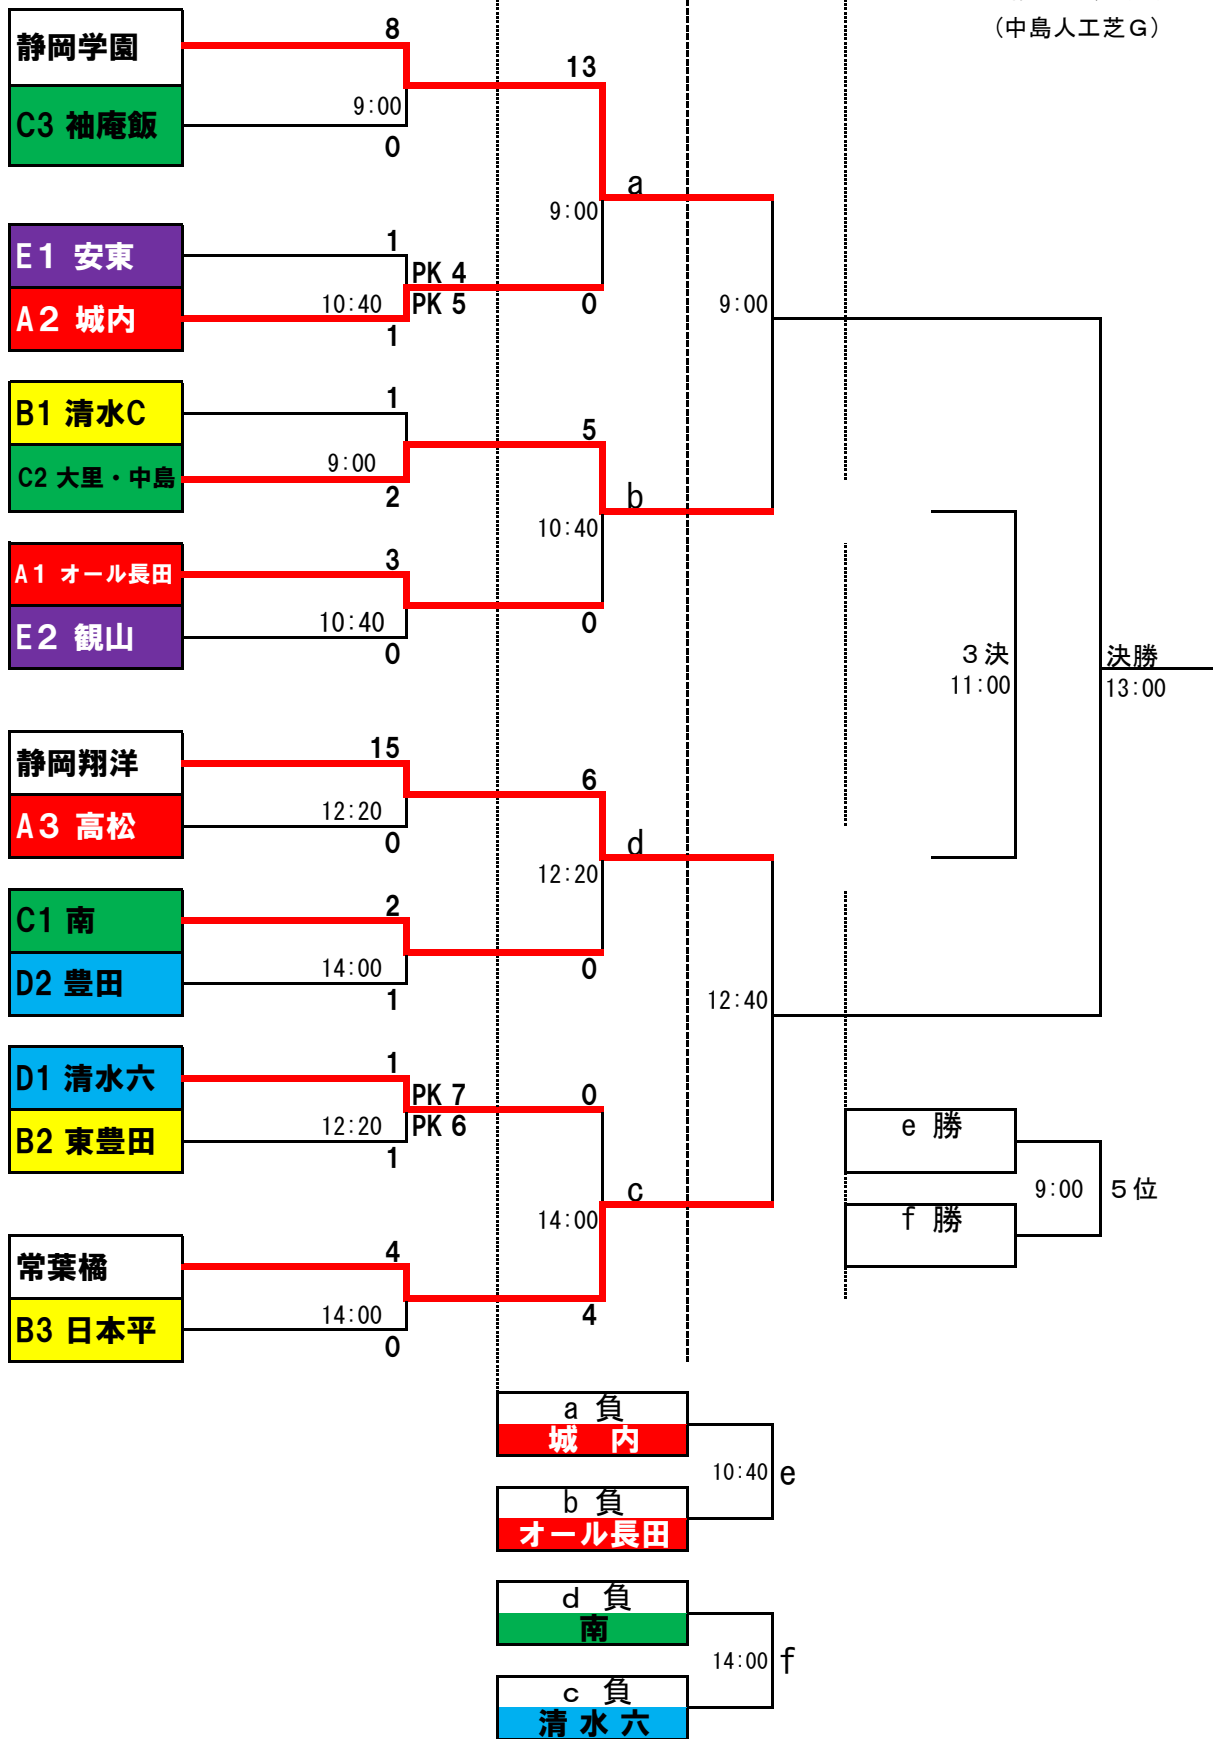 (中島人工芝G)
静岡学園
8
13
9:00
C3 袖庵飯
0
a
9:00
E1 安東
1
PK 4
A2 城内
10:40
PK 5
1
0
9:00
B1 清水C
1
5
C2 大里・中島
9:00
2
b
10:40
A1 オール長田
3
E2 観山
10:40
0
0
3決
11:00
決勝
13:00
静岡翔洋
15
6
A3 高松
12:20
0
d
12:20
C1 南
2
D2 豊田
14:00
1
0
12:40
D1 清水六
1
PK 7
0
B2 東豊田
12:20
PK 6
1
e 勝
9:00
5位
f 勝
c
14:00
常葉橘
4
B3 日本平
14:00
0
4
a 負
城 内
10:40
e
b 負
オール長田
d 負
南
14:00
f
c 負
清水六